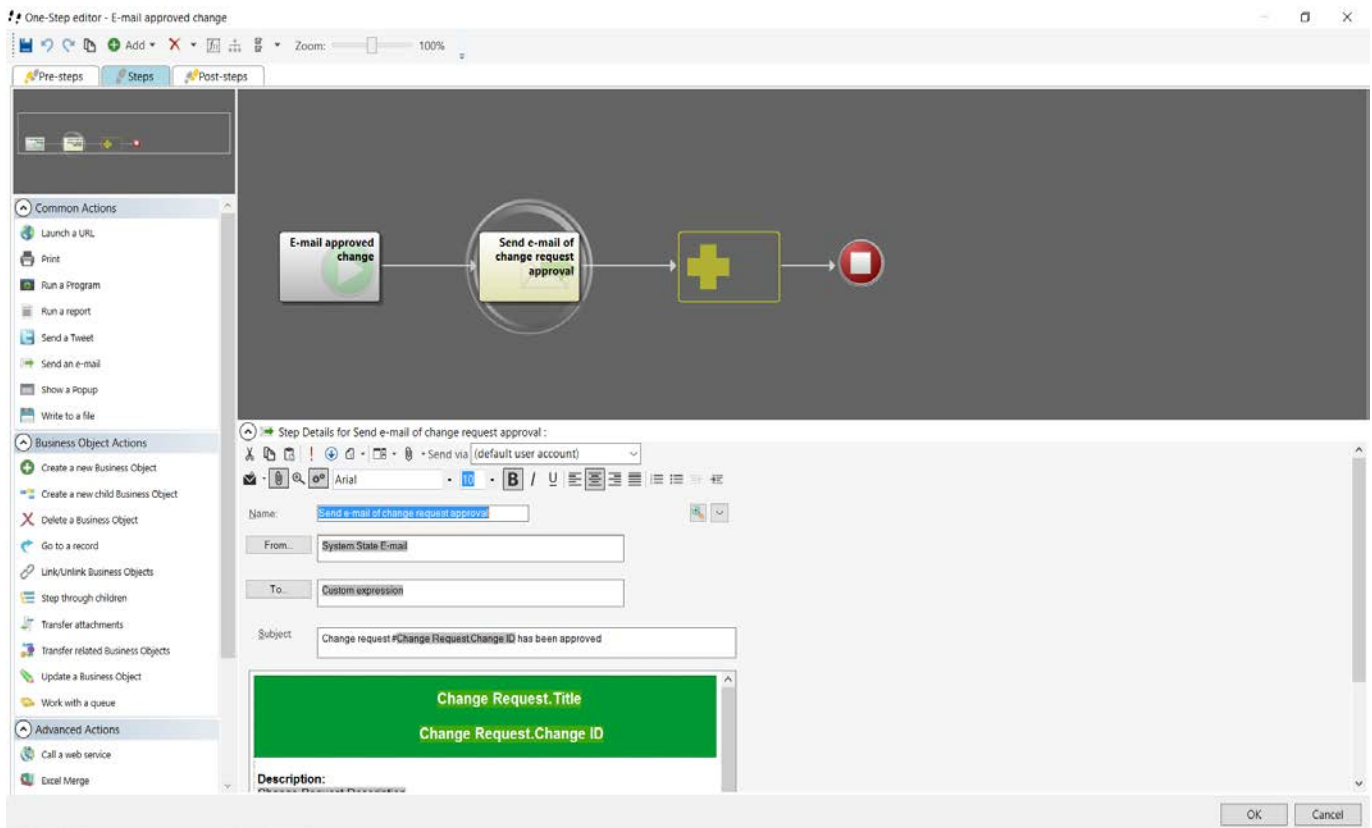 One-Step editor - E-mail approved change
Add
Zoom:
100%
Pre-steps
Steps
Post-steps
Common Actions
Launch a URL
Print
Run a Program
Run a report
Send a Tweet
Send an e-mail
Show a Popup
Write to a file
Business Object Actions
Create a new Business Object
Create a new child Business Object
Delete a Business Object
Go to a record
Link/Unlink Business Objects
Step through children
Transfer attachments
Transfer related Business Objects
Update a Business Object
Work with a queue
Advanced Actions
Call a web service
Excel Merge
E-mail approved
change
Send e-mail of
change request
approval
Step Details for Send e-mail of change request approval :
Send via (default user account)
Arial
10
B I U
Name:
Send e-mail of change request approval
From...
System State E-mail
To...
Custom expression
Subject
Change request #Change Request.Change ID has been approved
Change Request.Title
Change Request.Change ID
Description:
Change Request.Description
OK
Cancel